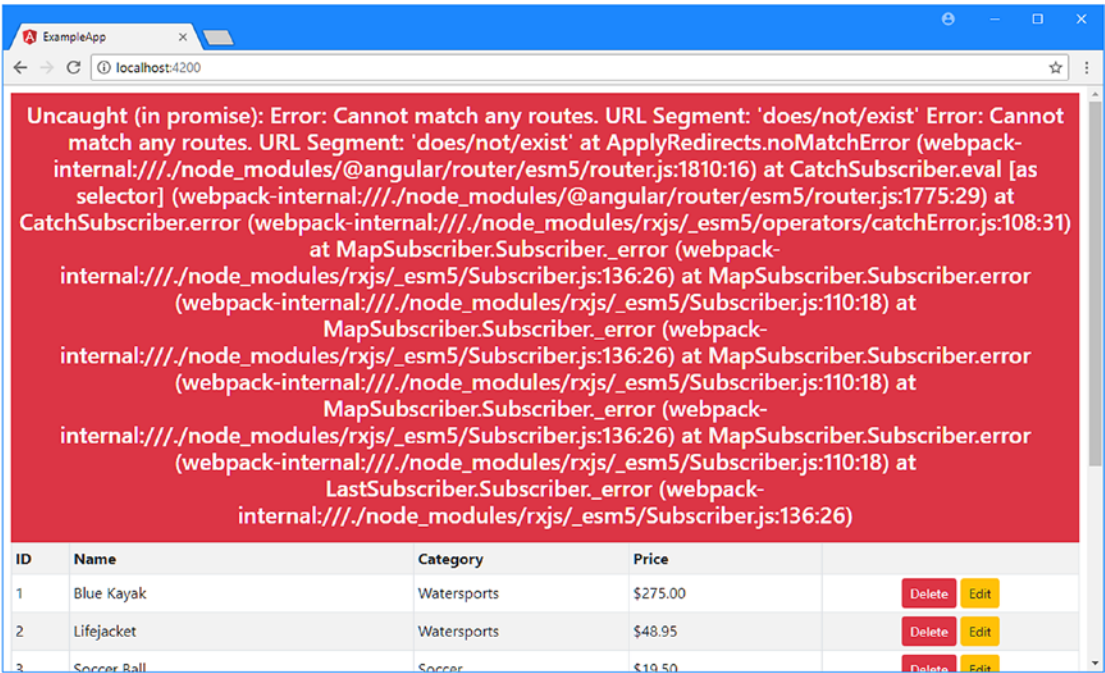 ExampleApp
localhost:4200
Uncaught (in promise): Error: Cannot match any routes. URL Segment: 'does/not/exist' Error: Cannot
match any routes. URL Segment: 'does/not/exist' at ApplyRedirects.noMatchError (webpack-
internal:///./node_modules/@angular/router/esm5/router.js:1810:16) at CatchSubscriber.eval [as
selector] (webpack-internal:///./node_modules/@angular/router/esm5/router.js:1775:29) at
CatchSubscriber.error (webpack-internal:///./node_modules/rxjs/_esm5/operators/catchError.js:108:31)
at MapSubscriber.Subscriber._error (webpack-
internal:///./node_modules/rxjs/_esm5/Subscriber.js:136:26) at MapSubscriber.Subscriber.error
(webpack-internal:///./node_modules/rxjs/_esm5/Subscriber.js:110:18) at
MapSubscriber.Subscriber._error (webpack-
internal:///./node_modules/rxjs/_esm5/Subscriber.js:136:26) at MapSubscriber.Subscriber.error
(webpack-internal:///./node_modules/rxjs/_esm5/Subscriber.js:110:18) at
MapSubscriber.Subscriber._error (webpack-
internal:///./node_modules/rxjs/_esm5/Subscriber.js:136:26) at MapSubscriber.Subscriber.error
(webpack-internal:///./node_modules/rxjs/_esm5/Subscriber.js:110:18) at
LastSubscriber.Subscriber._error (webpack-
internal:///./node_modules/rxjs/_esm5/Subscriber.js:136:26)
ID Name Category Price
1 Blue Kayak Watersports $275.00 Delete Edit
2 Lifejacket Watersports $48.95 Delete Edit
3 Soccer Ball Soccer $19.50 Delete Edit